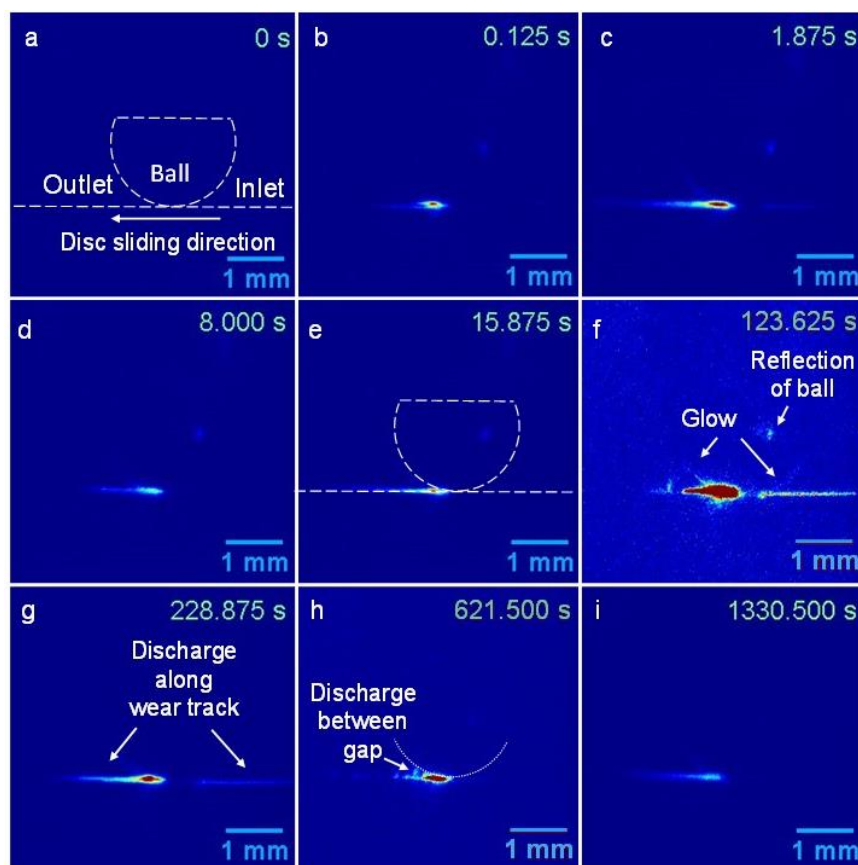 a
0 s
Ball
Outlet
Inlet
Disc sliding direction
1 mm
b
0.125 s
1 mm
c
1.875 s
1 mm
d
8.000 s
1 mm
e
15.875 s
1 mm
f
123.625 s
Reflection
of ball
Glow
1 mm
g
228.875 s
Discharge
along
wear track
1 mm
h
621.500 s
Discharge
between
gap
1 mm
i
1330.500 s
1 mm